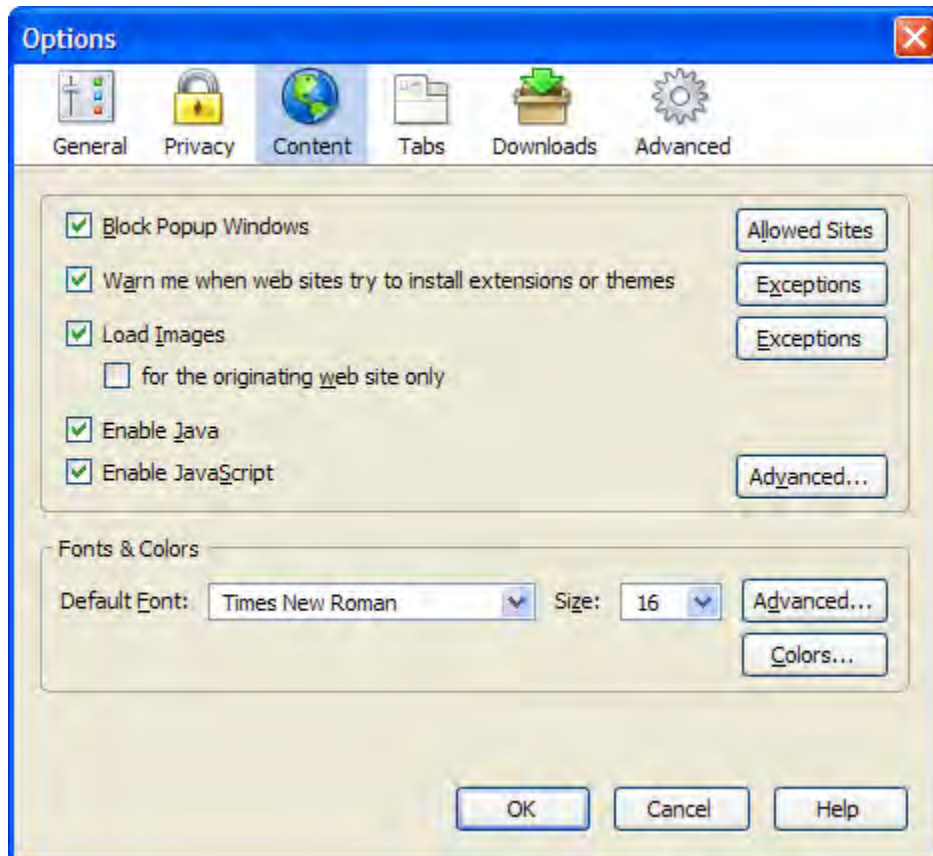 Options
General Privacy Content Tabs Downloads Advanced
Block Popup Windows Allowed Sites
Warn me when web sites try to install extensions or themes Exceptions
Load Images Exceptions
for the originating web site only
Enable Java
Enable JavaScript Advanced...
Fonts & Colors
Default Font: Times New Roman Size: 16 Advanced...
Colors...
OK Cancel Help